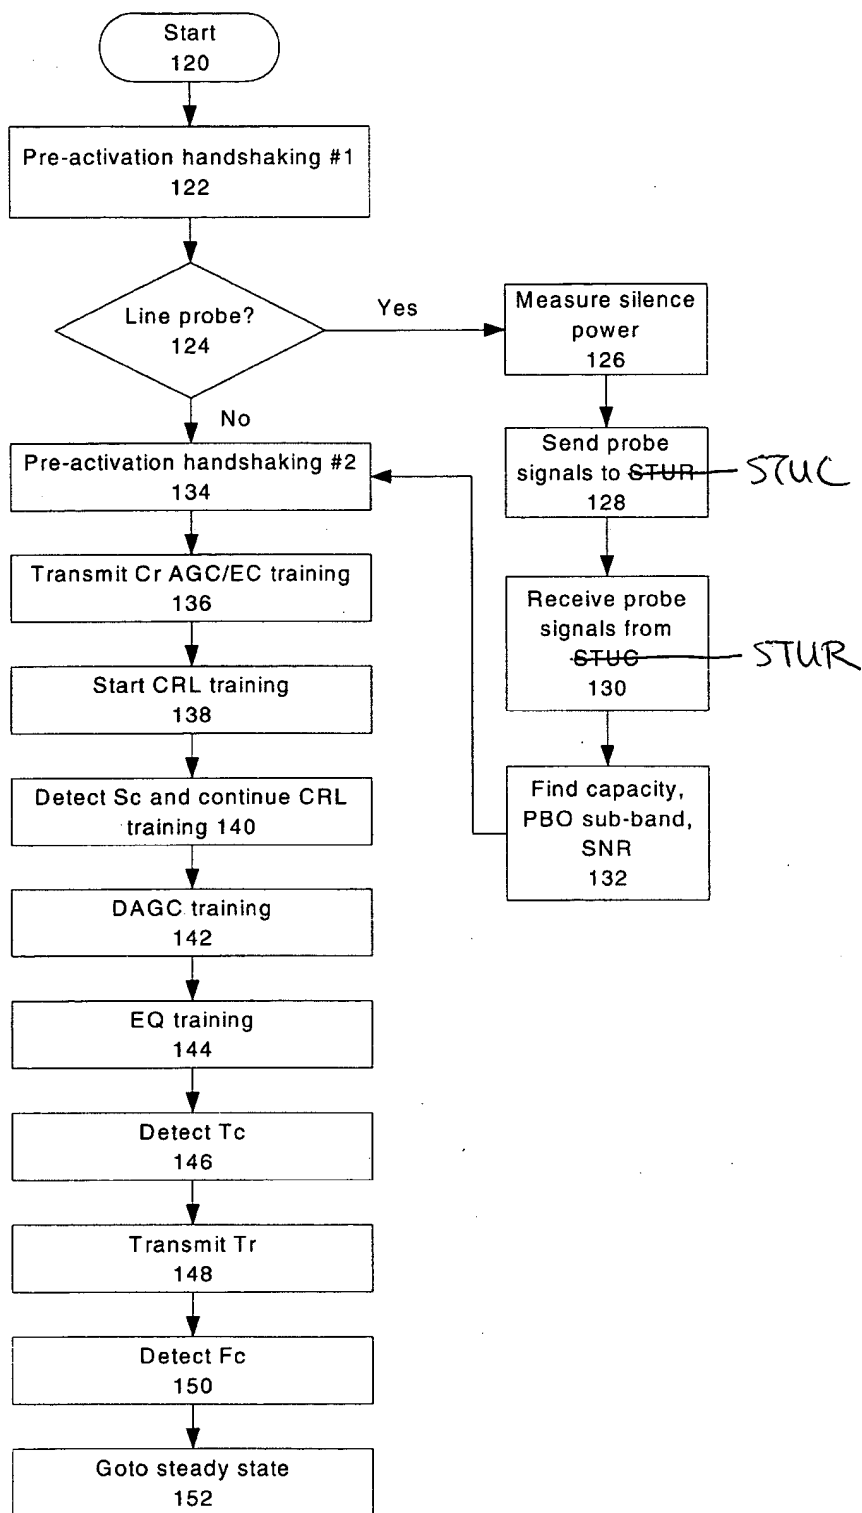 Start
120
Pre-activation handshaking #1
122
Line probe?
124
Yes
No
Measure silence
power
126
Send probe
signals to STUR STUC
128
Receive probe
signals from
STUC STUR
130
Find capacity,
PBO sub-band,
SNR
132
Pre-activation handshaking #2
134
Transmit Cr AGC/EC training
136
Start CRL training
138
Detect Sc and continue CRL
training 140
DAGC training
142
EQ training
144
Detect Tc
146
Transmit Tr
148
Detect Fc
150
Goto steady state
152